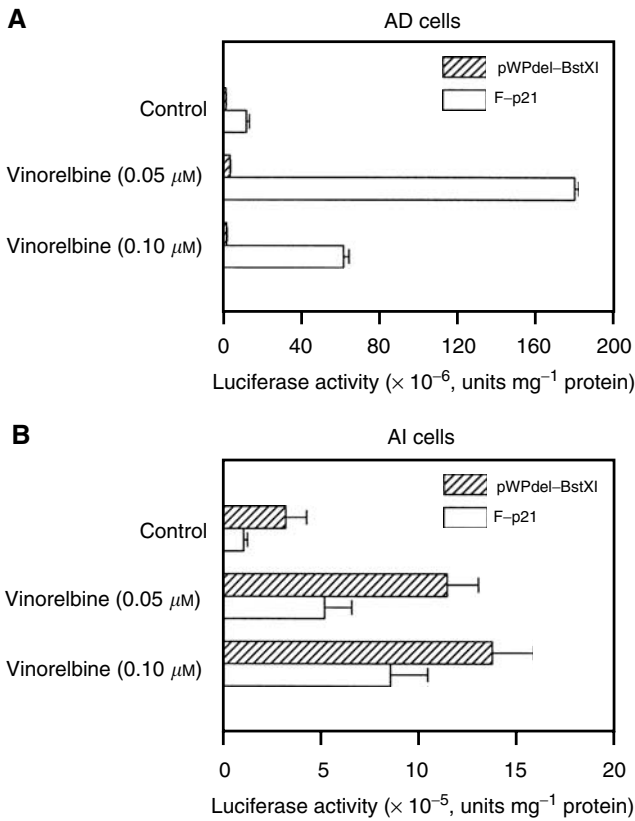 A
AD cells
pWPdel–BstXI
F–p21
Control
Vinorelbine (0.05 μM)
Vinorelbine (0.10 μM)
0 40 80 120 160 200
Luciferase activity (× 10⁻⁶, units mg⁻¹ protein)
B
AI cells
pWPdel–BstXI
F–p21
Control
Vinorelbine (0.05 μM)
Vinorelbine (0.10 μM)
0 5 10 15 20
Luciferase activity (× 10⁻⁵, units mg⁻¹ protein)